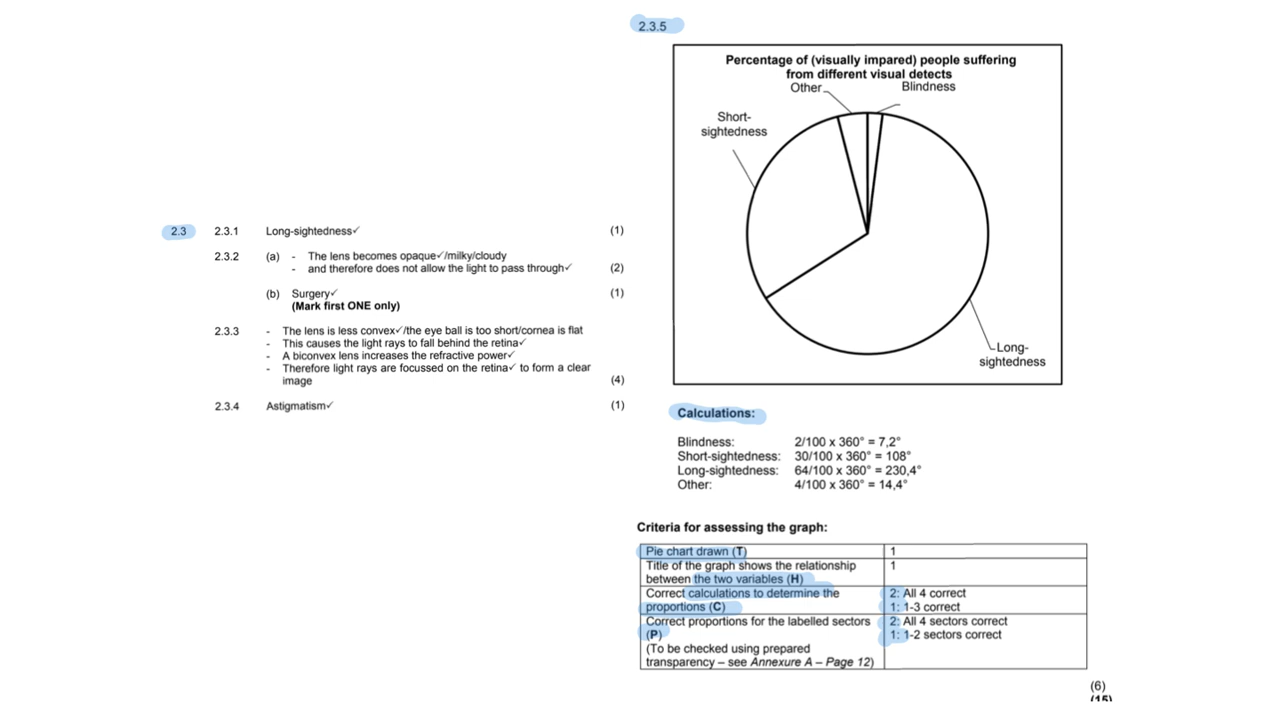 2.3 2.3.1 Long-sightedness✓ (1)
2.3.2 (a) - The lens becomes opaque✓/milky/cloudy
- and therefore does not allow the light to pass through✓ (2)
(b) Surgery✓ (1)
(Mark first ONE only)
2.3.3 - The lens is less convex✓/the eye ball is too short/cornea is flat
- This causes the light rays to fall behind the retina✓
- A biconvex lens increases the refractive power✓
- Therefore light rays are focussed on the retina✓ to form a clear
image (4)
2.3.4 Astigmatism✓ (1)
2.3.5
Percentage of (visually impared) people suffering
from different visual detects
Other Blindness
Short-
sightedness
Long-
sightedness
Calculations:
Blindness: 2/100 x 360° = 7,2°
Short-sightedness: 30/100 x 360° = 108°
Long-sightedness: 64/100 x 360° = 230,4°
Other: 4/100 x 360° = 14,4°
Criteria for assessing the graph:
Pie chart drawn (T) 1
Title of the graph shows the relationship 1
between the two variables (H)
Correct calculations to determine the 2: All 4 correct
proportions (C) 1: 1-3 correct
Correct proportions for the labelled sectors 2: All 4 sectors correct
(P) 1: 1-2 sectors correct
(To be checked using prepared
transparency – see Annexure A – Page 12)
(6)
(15)